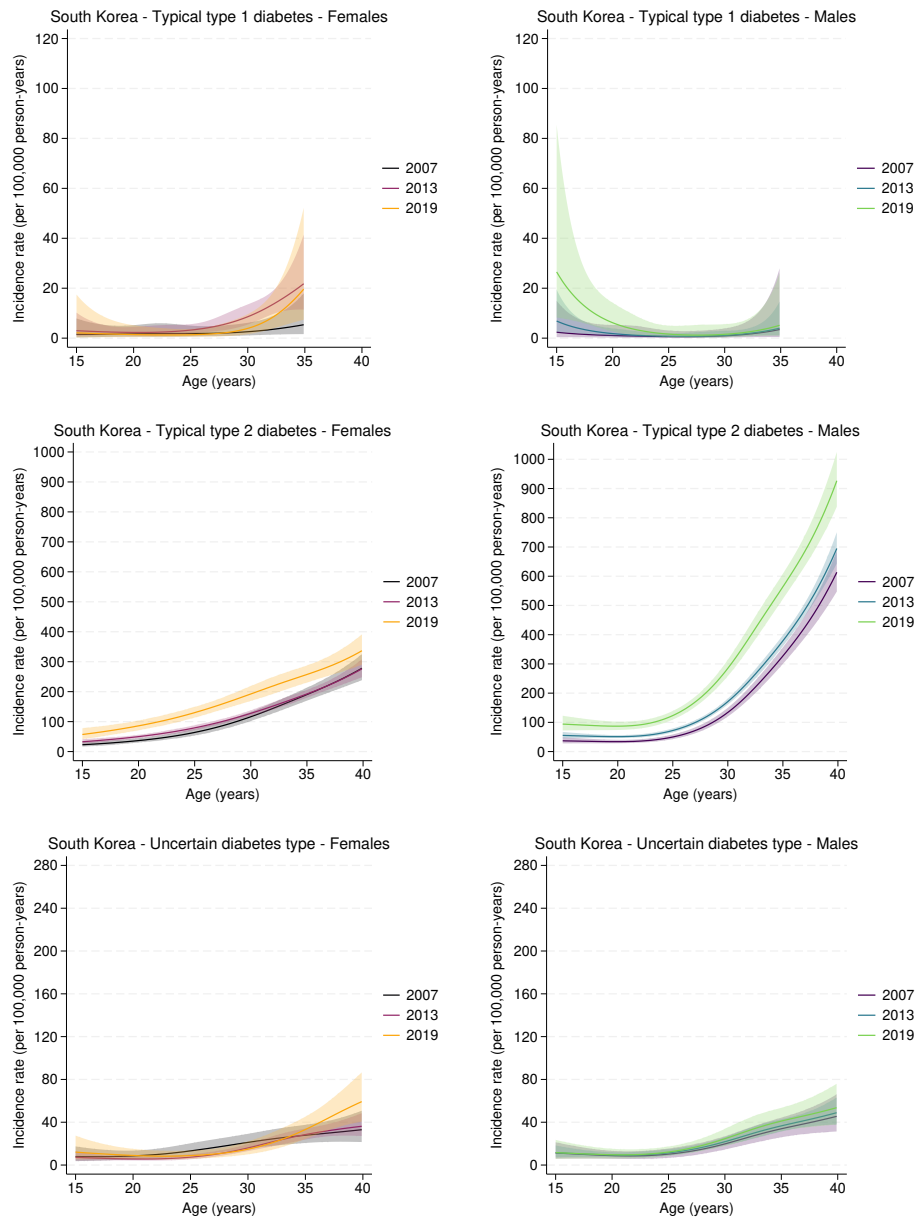 South Korea - Typical type 1 diabetes - Females
Incidence rate (per 100,000 person-years)
120
100
80
60
40
20
0
15 20 25 30 35 40
Age (years)
2007
2013
2019
South Korea - Typical type 1 diabetes - Males
Incidence rate (per 100,000 person-years)
120
100
80
60
40
20
0
15 20 25 30 35 40
Age (years)
2007
2013
2019
South Korea - Typical type 2 diabetes - Females
Incidence rate (per 100,000 person-years)
1000
900
800
700
600
500
400
300
200
100
0
15 20 25 30 35 40
Age (years)
2007
2013
2019
South Korea - Typical type 2 diabetes - Males
Incidence rate (per 100,000 person-years)
1000
900
800
700
600
500
400
300
200
100
0
15 20 25 30 35 40
Age (years)
2007
2013
2019
South Korea - Uncertain diabetes type - Females
Incidence rate (per 100,000 person-years)
280
240
200
160
120
80
40
0
15 20 25 30 35 40
Age (years)
2007
2013
2019
South Korea - Uncertain diabetes type - Males
Incidence rate (per 100,000 person-years)
280
240
200
160
120
80
40
0
15 20 25 30 35 40
Age (years)
2007
2013
2019